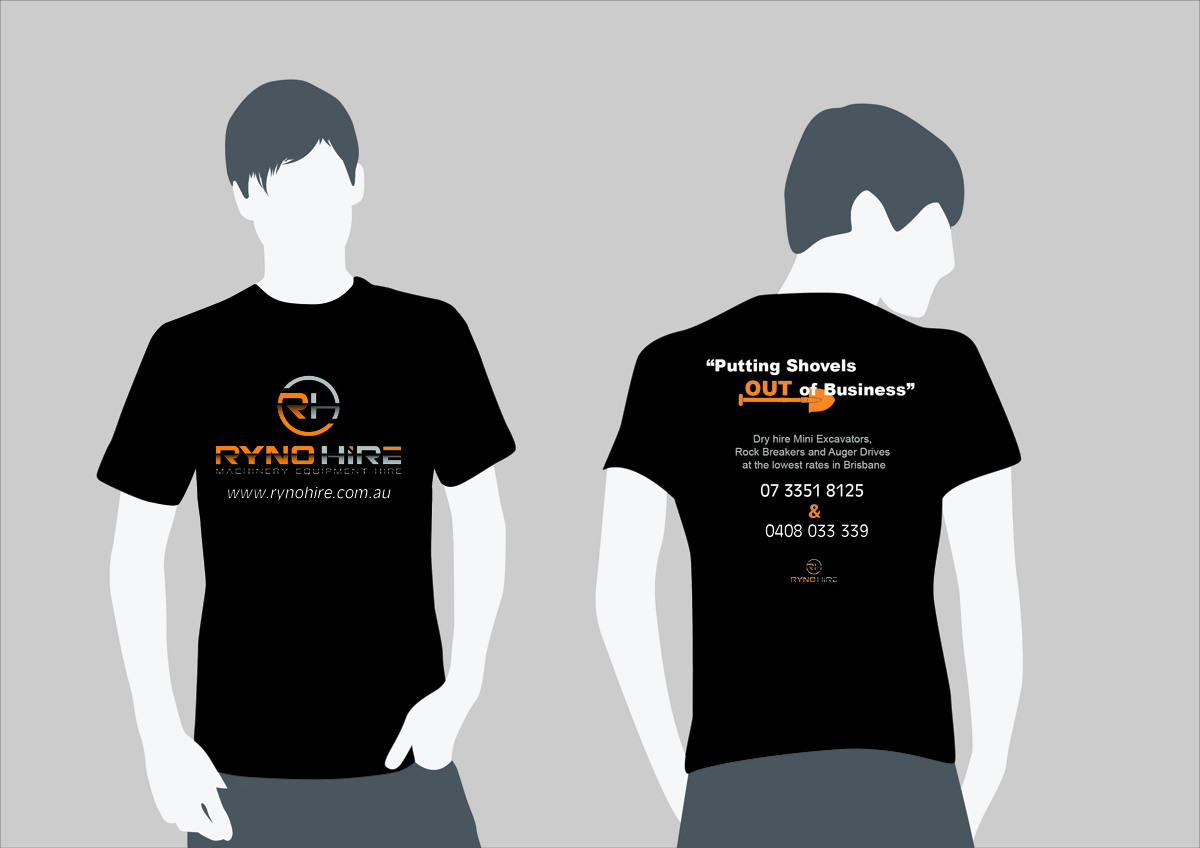 RH
RYNO HIRE
MACHINERY EQUIPMENT HIRE
www.rynohire.com.au
“Putting Shovels
OUT of Business”
Dry hire Mini Excavators,
Rock Breakers and Auger Drives
at the lowest rates in Brisbane
07 3351 8125
&
0408 033 339
RH
RYNO HIRE